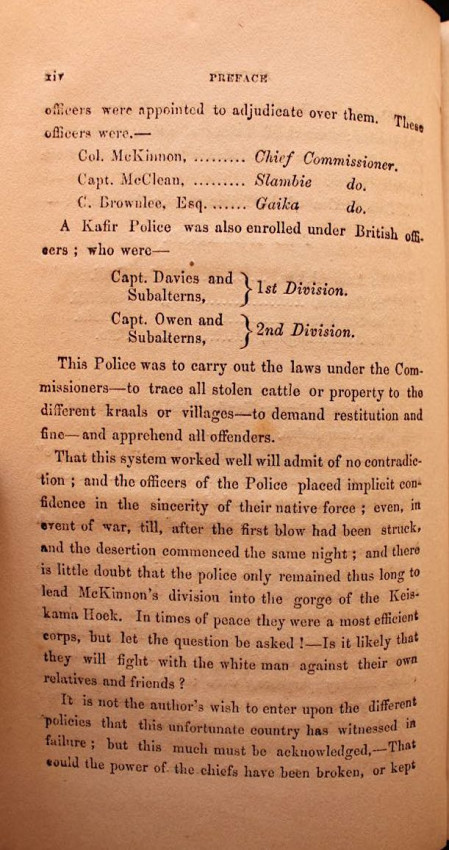 xiv PREFACE
officers were appointed to adjudicate over them. These
officers were.—
Col. McKinnon, ......... Chief Commissioner.
Capt. McClean, ......... Slambie do.
C. Brownlee, Esq. ...... Gaika do.
A Kafir Police was also enrolled under British offi-
cers ; who were—
Capt. Davies and
Subalterns, } 1st Division.
Capt. Owen and
Subalterns, } 2nd Division.
This Police was to carry out the laws under the Com-
missioners—to trace all stolen cattle or property to the
different kraals or villages—to demand restitution and
fine—and apprehend all offenders.
That this system worked well will admit of no contradic-
tion ; and the officers of the Police placed implicit con-
fidence in the sincerity of their native force ; even, in
event of war, till, after the first blow had been struck,
and the desertion commenced the same night ; and there
is little doubt that the police only remained thus long to
lead McKinnon's division into the gorge of the Keis-
kama Hoek. In times of peace they were a most efficient
corps, but let the question be asked !—Is it likely that
they will fight with the white man against their own
relatives and friends ?
It is not the author's wish to enter upon the different
policies that this unfortunate country has witnessed in
failure ; but this much must be acknowledged,—That
could the power of the chiefs have been broken, or kept